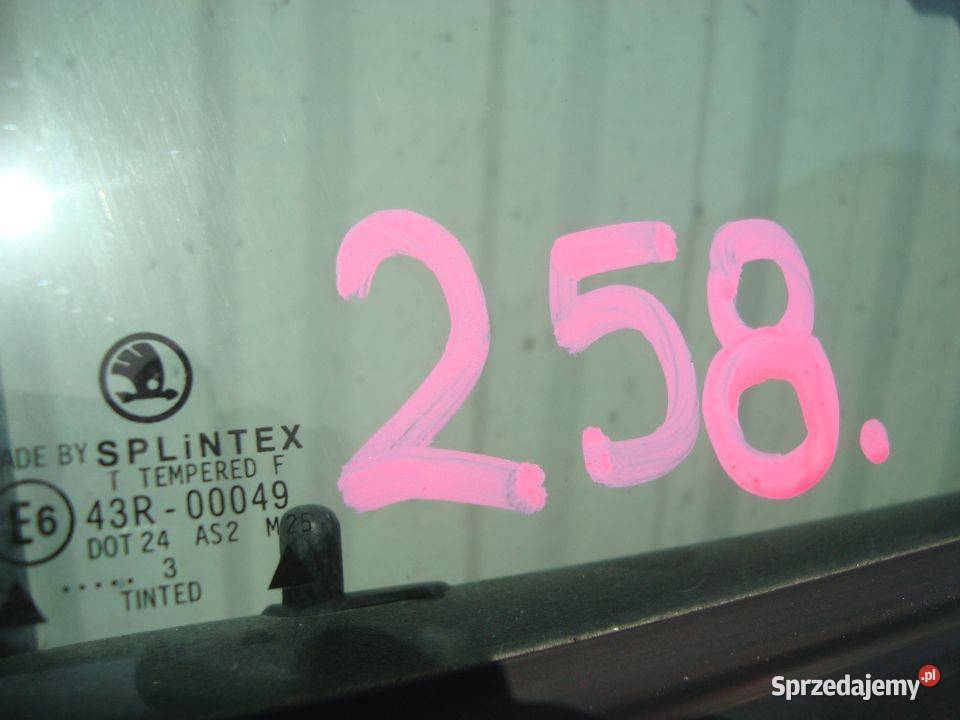 258.
ADE BY SPLiNTEX
T TEMPERED F
E6
43R-00049
DOT 24 AS2 M25
..... 3
TINTED
Sprzedajemy.pl